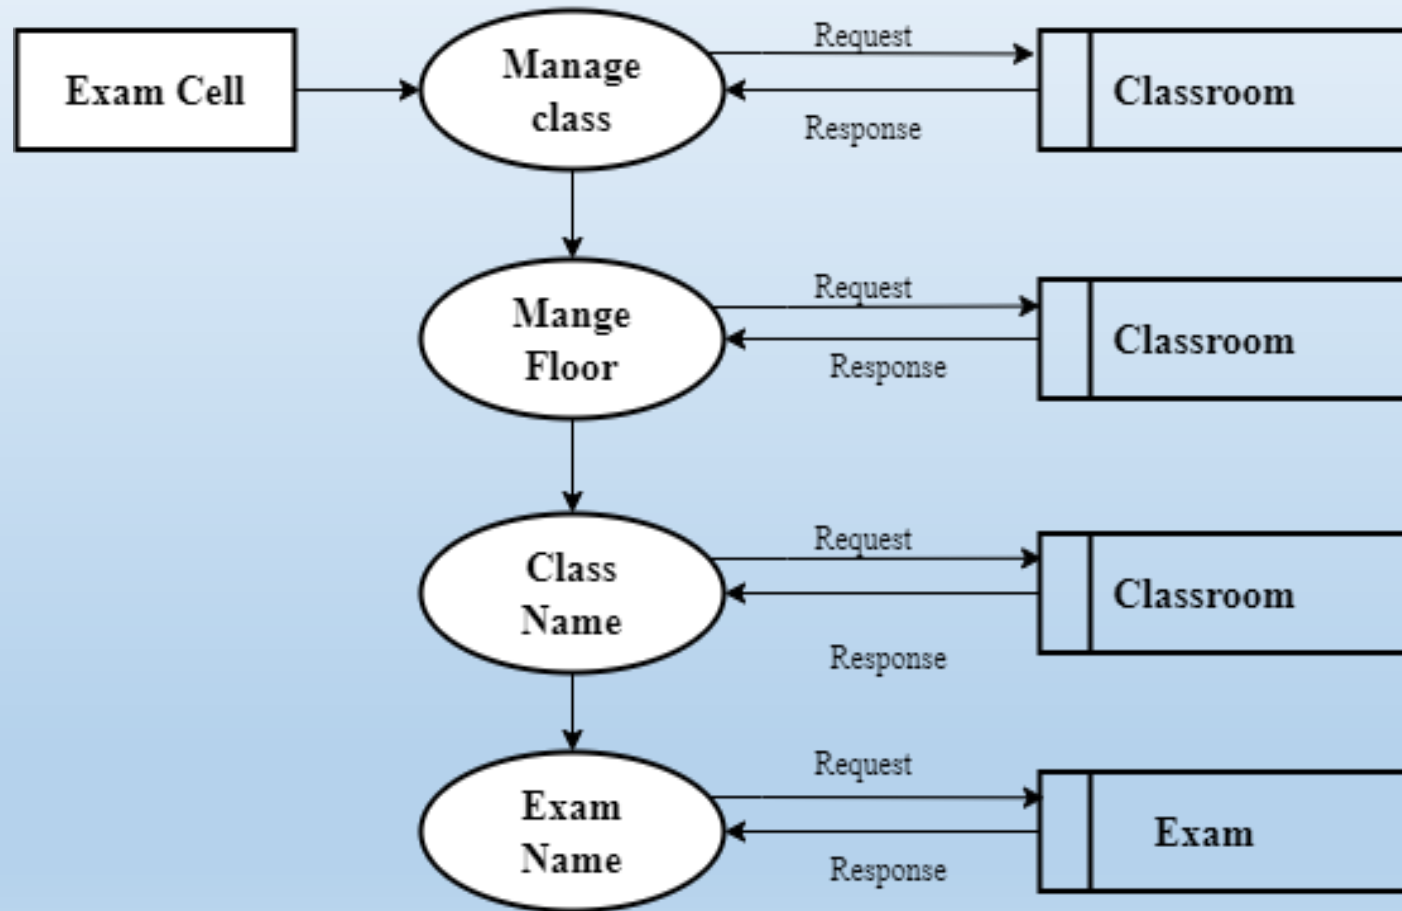 Exam Cell
Manage
class
Request
Response
Classroom
Mange
Floor
Request
Response
Classroom
Class
Name
Request
Response
Classroom
Exam
Name
Request
Response
Exam